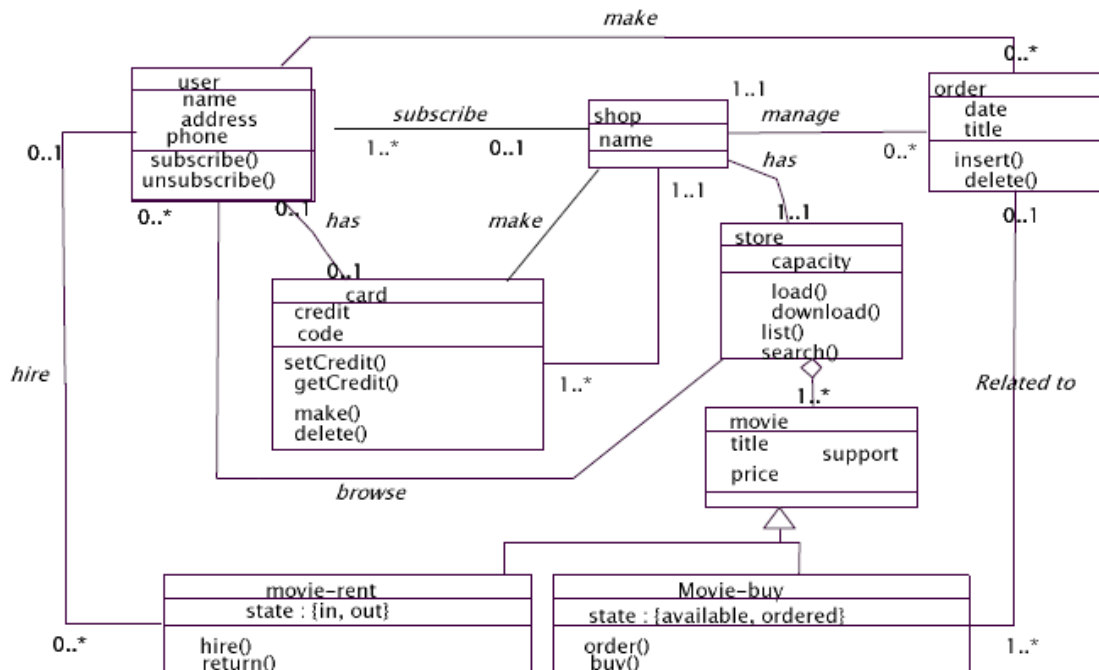 make
0..*
user
name
address
phone
subscribe()
unsubscribe()
0..1
0..*
0..1
subscribe
1..*
0..1
shop
name
1..1
manage
0..*
order
date
title
insert()
delete()
0..1
has
1..1
1..1
has
make
0..1
card
credit
code
setCredit()
getCredit()
make()
delete()
1..*
store
capacity
load()
download()
list()
search()
hire
browse
1..*
Related to
movie
title
support
price
movie-rent
state : {in, out}
hire()
return()
0..*
Movie-buy
state : {available, ordered}
order()
buy()
1..*